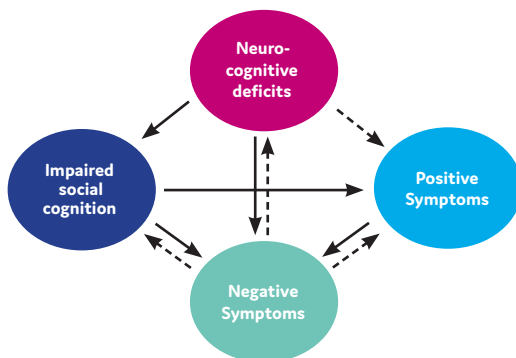 Neuro-
cognitive
deficits
Impaired
social
cognition
Positive
Symptoms
Negative
Symptoms